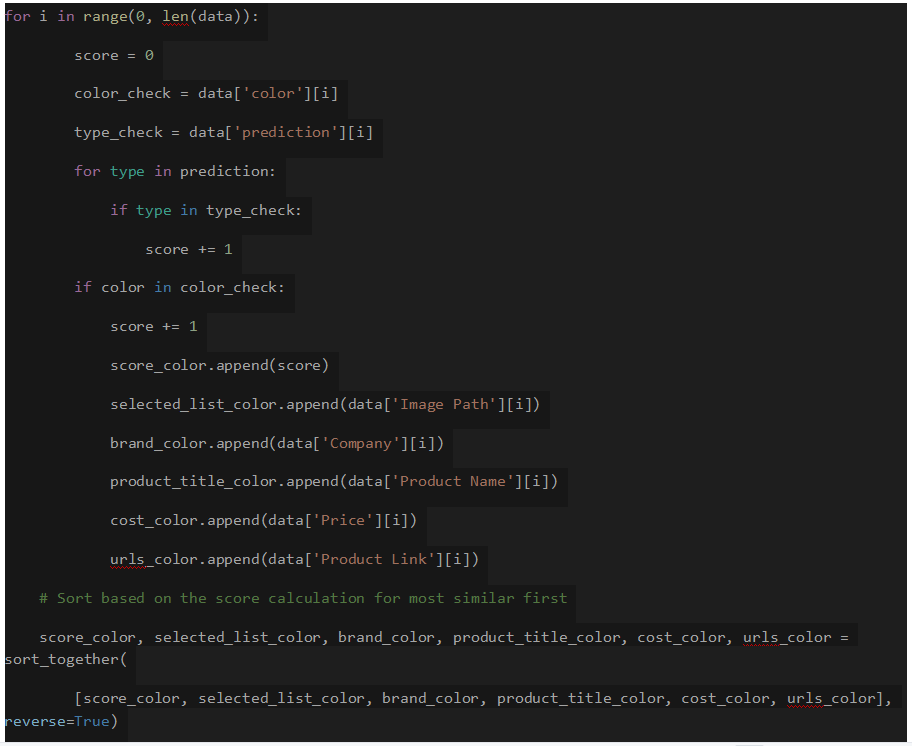 for i in range(0, len(data)):
score = 0
color_check = data['color'][i]
type_check = data['prediction'][i]
for type in prediction:
if type in type_check:
score += 1
if color in color_check:
score += 1
score_color.append(score)
selected_list_color.append(data['Image Path'][i])
brand_color.append(data['Company'][i])
product_title_color.append(data['Product Name'][i])
cost_color.append(data['Price'][i])
urls_color.append(data['Product Link'][i])
# Sort based on the score calculation for most similar first
score_color, selected_list_color, brand_color, product_title_color, cost_color, urls_color =
sort_together(
[score_color, selected_list_color, brand_color, product_title_color, cost_color, urls_color],
reverse=True)